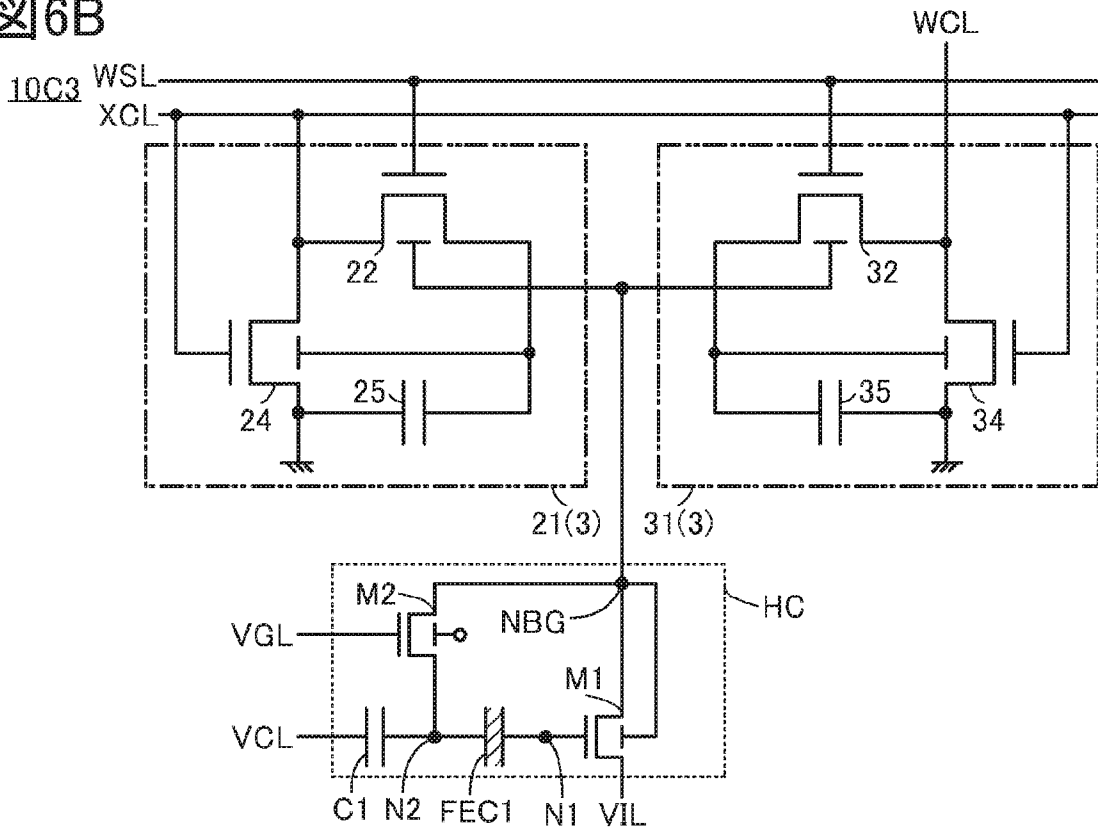 図6B
WCL
10C3
WSL
XCL
22
32
24
25
35
34
21(3)
31(3)
M2
NBG
HC
VGL
M1
VCL
C1
N2
FEC1
N1
VIL